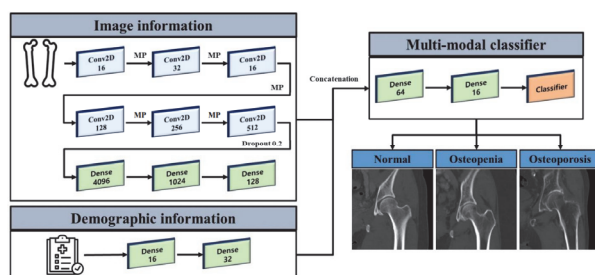 Image information
Conv2D
16
MP
Conv2D
32
MP
Conv2D
16
MP
Conv2D
128
MP
Conv2D
256
MP
Conv2D
512
Dropout 0.2
Dense
4096
Dense
1024
Dense
128
Demographic information
Dense
16
Dense
32
Concatenation
Multi-modal classifier
Dense
64
Dense
16
Classifier
Normal
Osteopenia
Osteoporosis